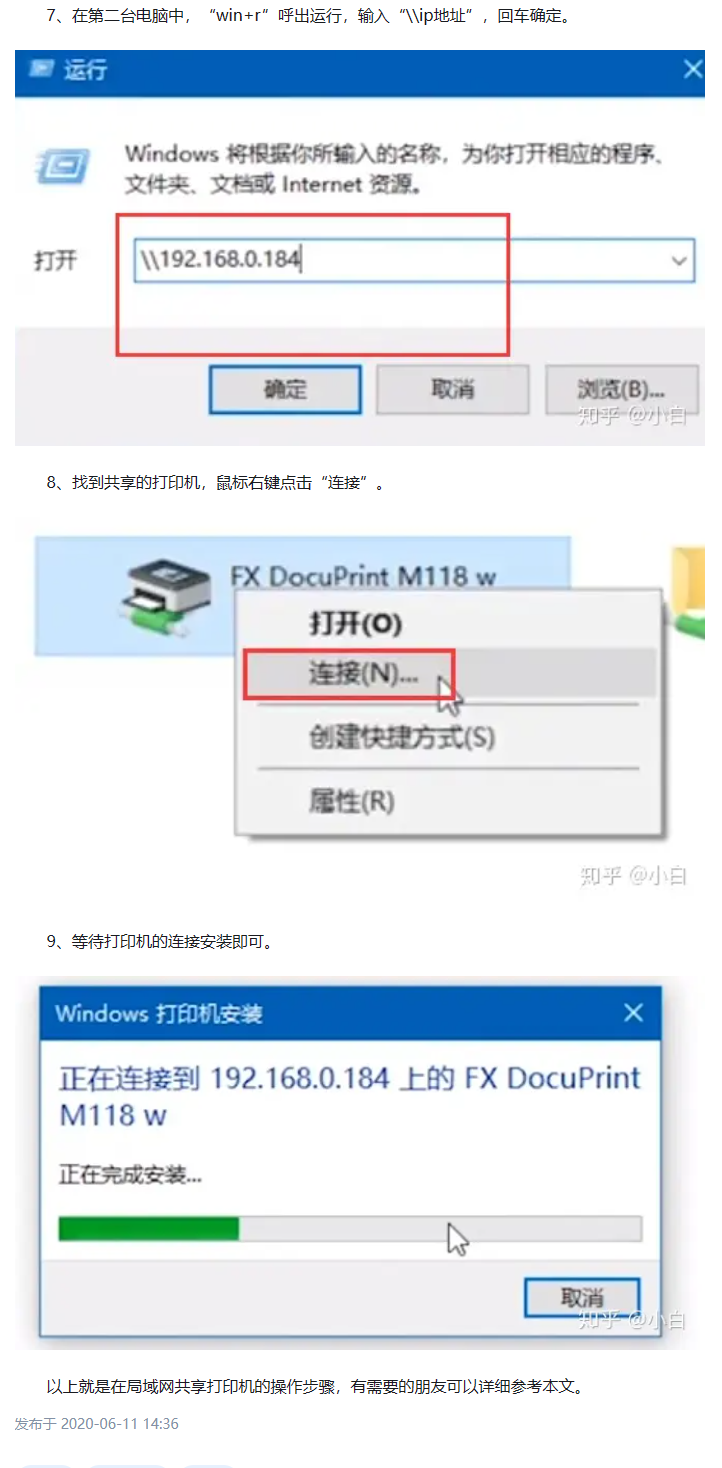 7、在第二台电脑中，“win+r”呼出运行，输入“\\ip地址”，回车确定。
运行
Windows 将根据你所输入的名称，为你打开相应的程序、
文件夹、文档或 Internet 资源。
打开
\\192.168.0.184
确定
取消
浏览(B)...
知乎 @小白
8、找到共享的打印机，鼠标右键点击“连接”。
FX DocuPrint M118 w
打开(O)
连接(N)...
创建快捷方式(S)
属性(R)
知乎 @小白
9、等待打印机的连接安装即可。
Windows 打印机安装
正在连接到 192.168.0.184 上的 FX DocuPrint
M118 w
正在完成安装...
取消
知乎 @小白
以上就是在局域网共享打印机的操作步骤，有需要的朋友可以详细参考本文。
发布于 2020-06-11 14:36